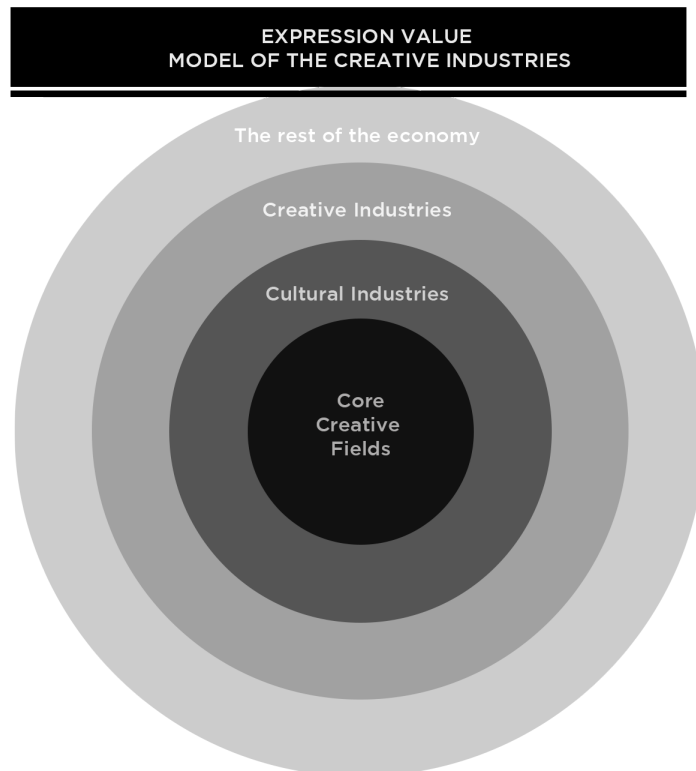 EXPRESSION VALUE
MODEL OF THE CREATIVE INDUSTRIES
The rest of the economy
Creative Industries
Cultural Industries
Core
Creative
Fields